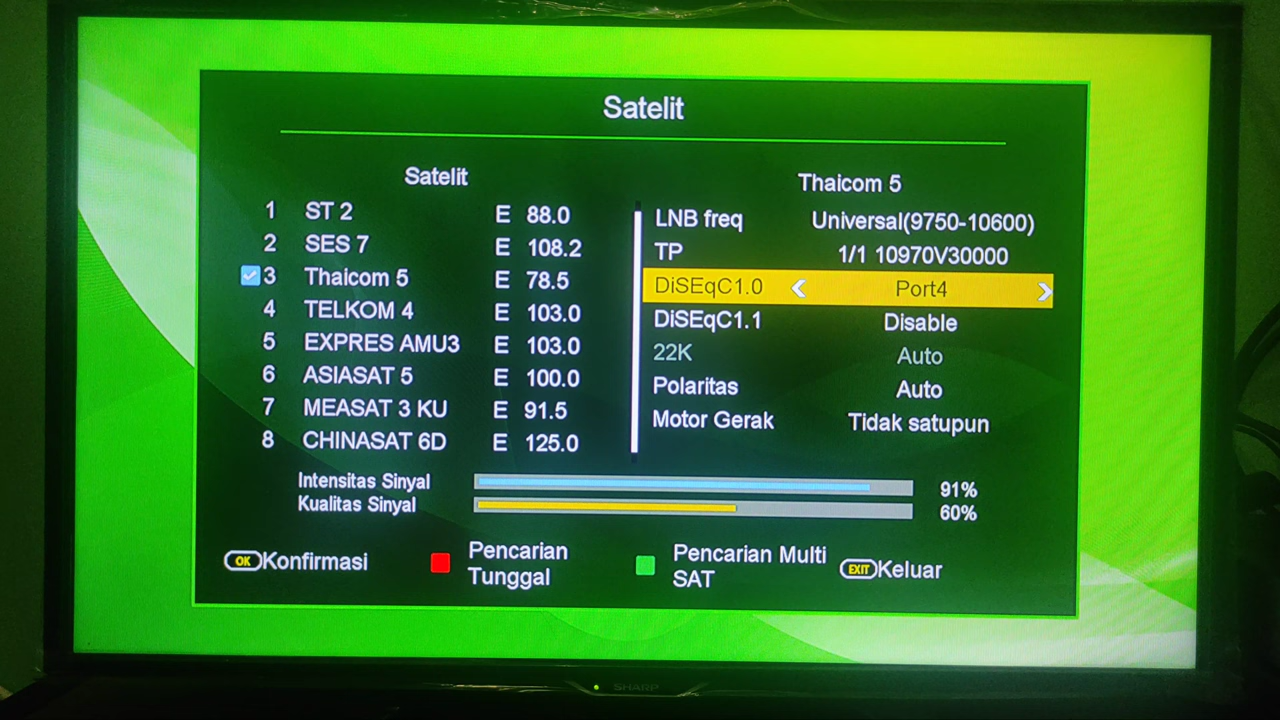 Satelit
Satelit
1 ST 2 E 88.0
2 SES 7 E 108.2
3 Thaicom 5 E 78.5
4 TELKOM 4 E 103.0
5 EXPRES AMU3 E 103.0
6 ASIASAT 5 E 100.0
7 MEASAT 3 KU E 91.5
8 CHINASAT 6D E 125.0
Thaicom 5
LNB freq Universal(9750-10600)
TP 1/1 10970V30000
DiSEqC1.0 Port4
DiSEqC1.1 Disable
22K Auto
Polaritas Auto
Motor Gerak Tidak satupun
Intensitas Sinyal 91%
Kualitas Sinyal 60%
OK Konfirmasi
Pencarian
Tunggal
Pencarian Multi
SAT
EXIT Keluar
SHARP